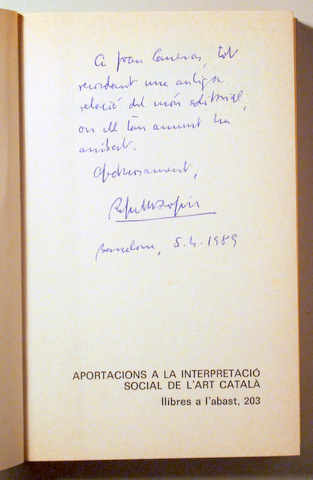 A Joan Caneras, tot
recordant una antiga
relació del món editorial,
on ell tan amunt ha
arribat.
Afectuosament,
Barcelona, 5.4.1989
APORTACIONS A LA INTERPRETACIÓ
SOCIAL DE L'ART CATALÀ
llibres a l'abast, 203